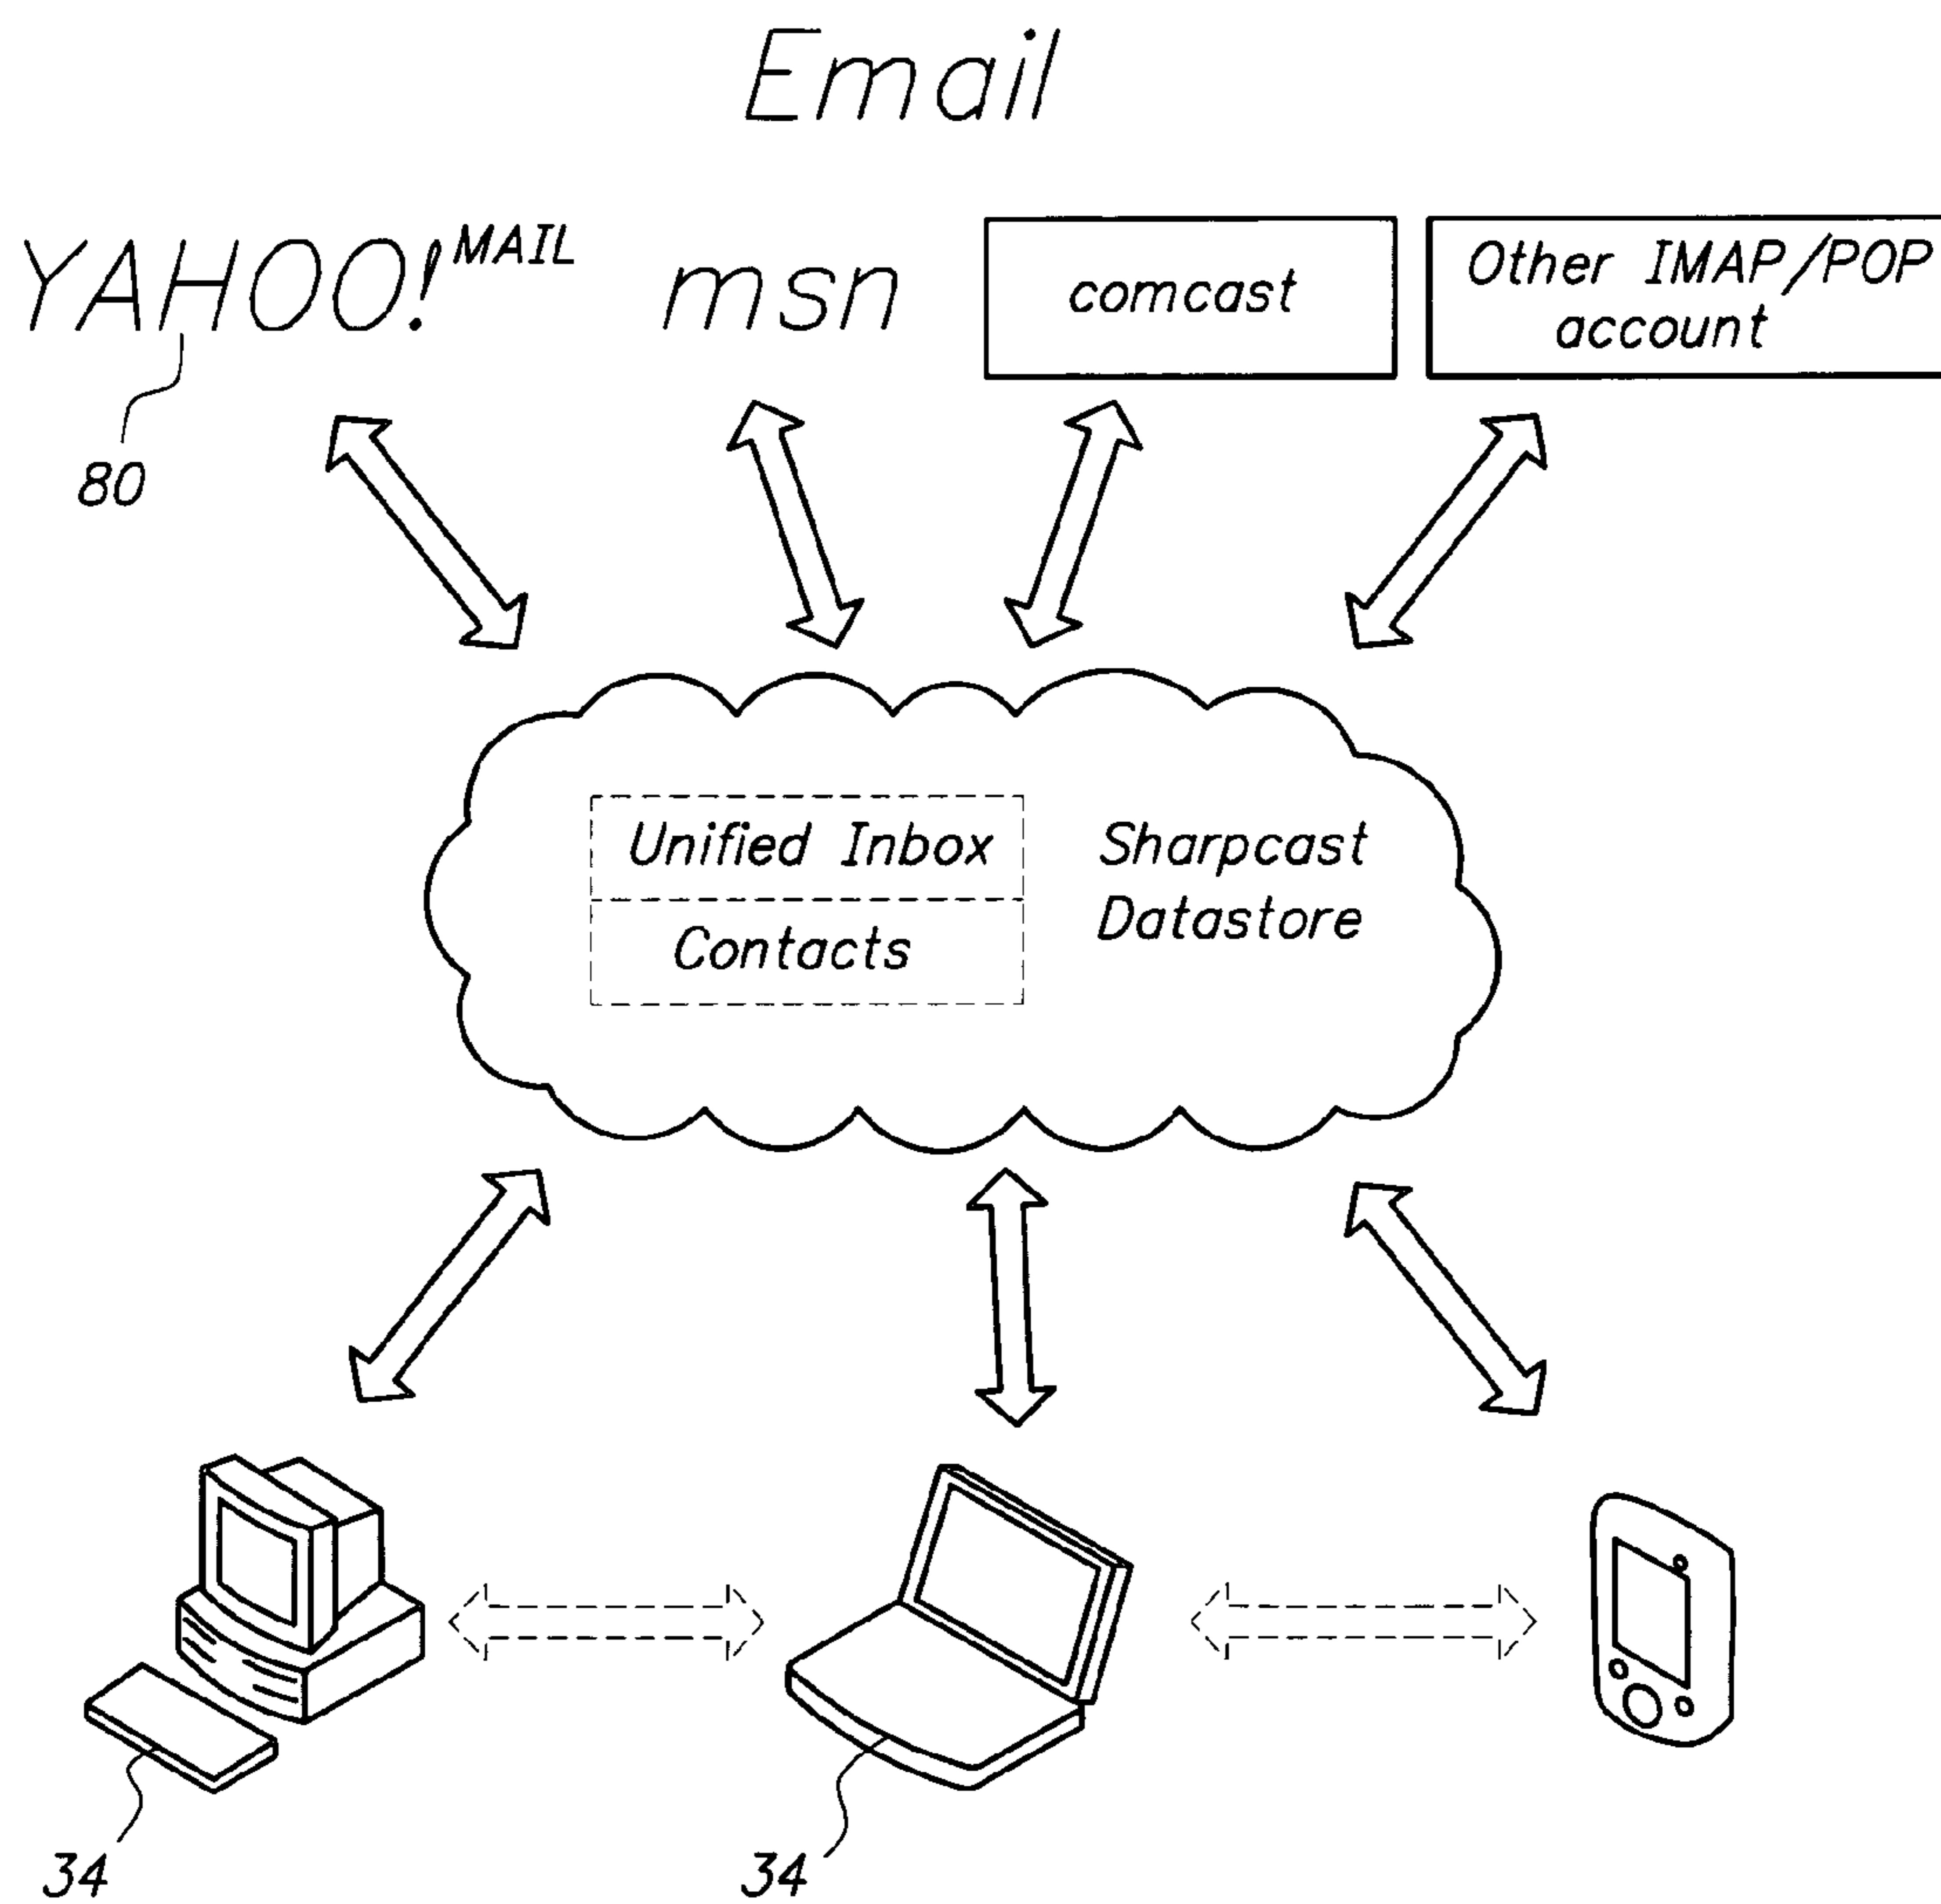 Email
YAHOO! MAIL
msn
comcast
Other IMAP/POP
account
80
Unified Inbox
Contacts
Sharpcast
Datastore
34
34